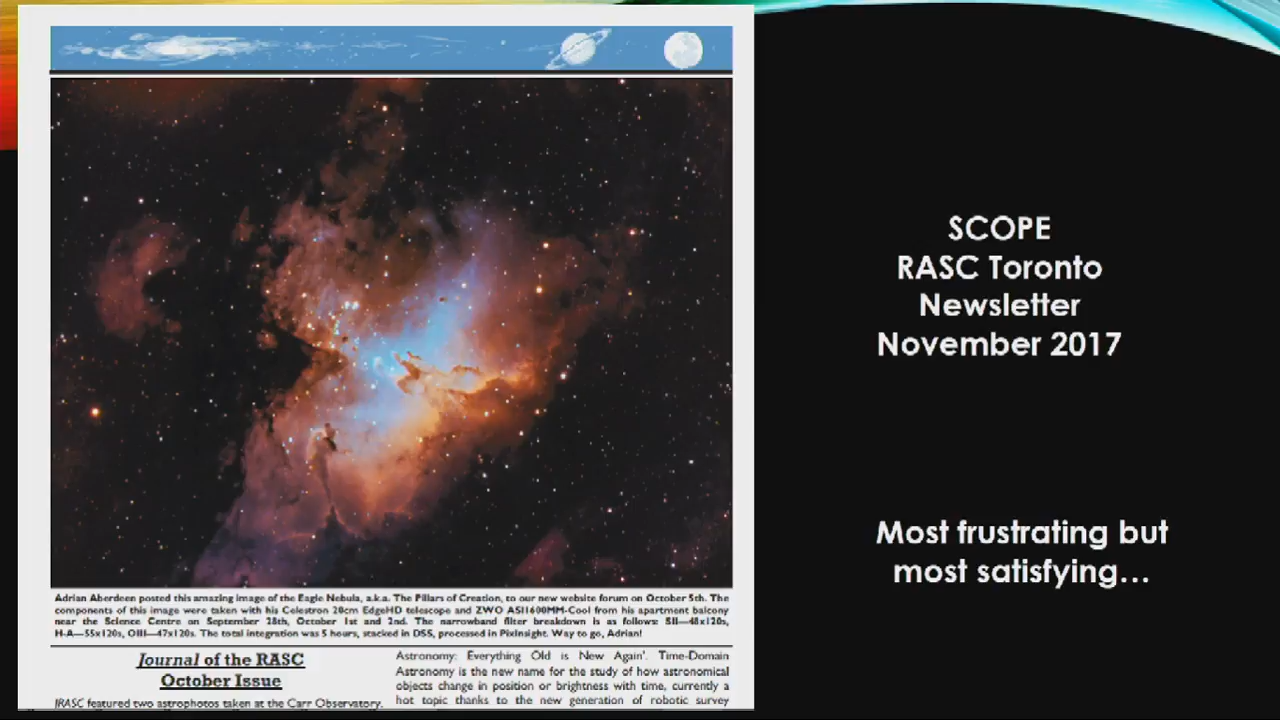 SCOPE
RASC Toronto
Newsletter
November 2017
Most frustrating but
most satisfying...
Adrian Aberdeen posted this amazing image of the Eagle Nebula, a.k.a. The Pillars of Creation, to our new website forum on October 5th. The
components of this image were taken with his Celestron 20cm EdgeHD telescope and ZWO ASI1600MM-Cool from his apartment balcony
near the Science Centre on September 28th, October 1st and 2nd. The narrowband filter breakdown is as follows: SII—48x120s,
H-A—55x120s, OIII—47x120s. The total integration was 5 hours, stacked in DSS, processed in PixInsight. Way to go, Adrian!
Journal of the RASC
October Issue
JRASC featured two astrophotos taken at the Carr Observatory.
Astronomy: Everything Old is New Again'. Time-Domain
Astronomy is the new name for the study of how astronomical
objects change in position or brightness with time, currently a
hot topic thanks to the new generation of robotic survey